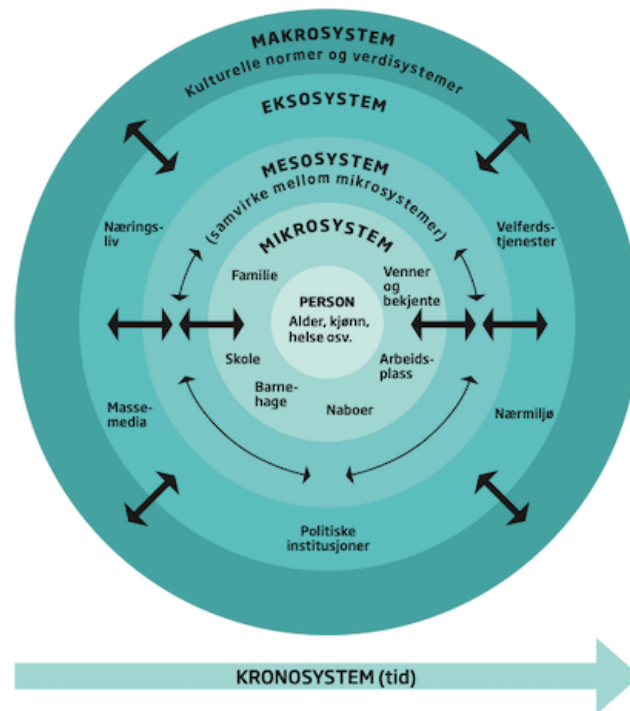 MAKROSYSTEM
Kulturelle normer og verdisystemer
EKSOSYSTEM
MESOSYSTEM
(samvirke mellom mikrosystemer)
MIKROSYSTEM
Nærings-
liv
Velferds-
tjenester
Familie
Venner
og
bekjente
PERSON
Alder, kjønn,
helse osv.
Skole
Arbeids-
plass
Barne-
hage
Naboer
Masse-
media
Nærmiljø
Politiske
institusjoner
KRONOSYSTEM (tid)